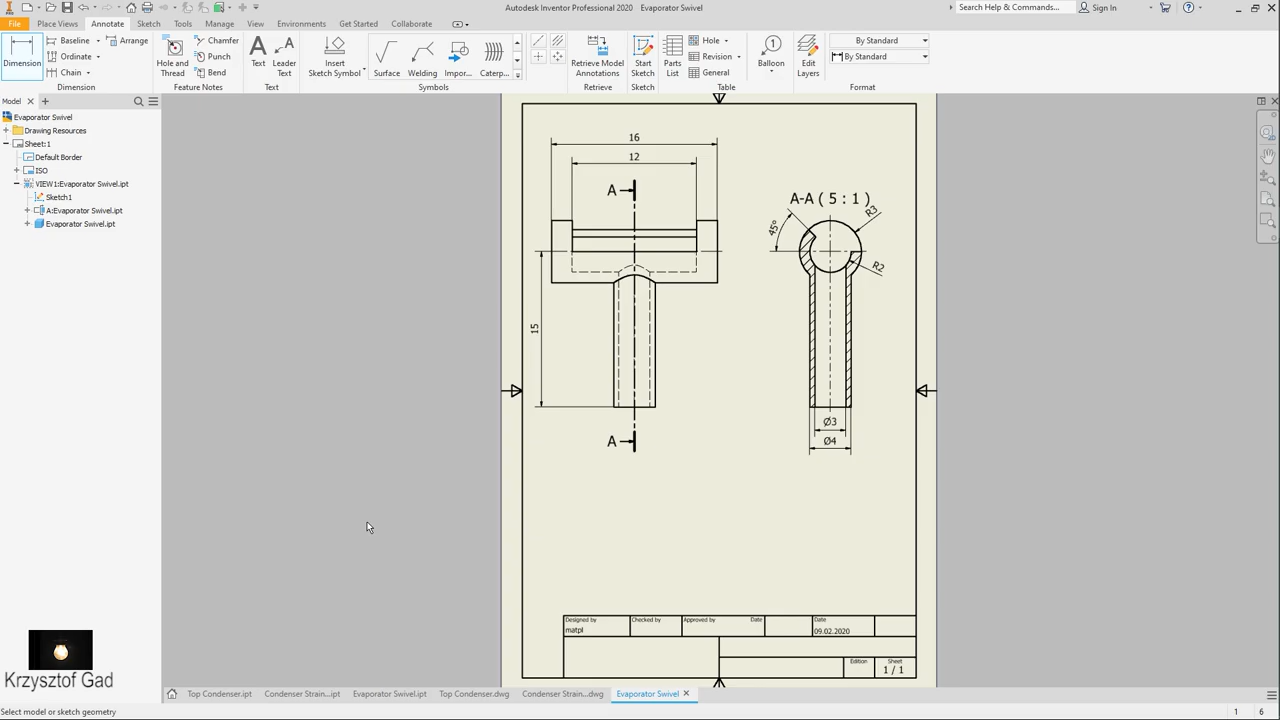 Autodesk Inventor Professional 2020 Evaporator Swivel
Search Help & Commands...
Sign In
File Place Views Annotate Sketch Tools Manage View Environments Get Started Collaborate
Dimension
Baseline
Arrange
Ordinate
Chain
Dimension
Hole and Thread
Chamfer
Punch
Bend
Feature Notes
Text
Leader Text
Text
Insert Sketch Symbol
Surface
Welding
Impor...
Caterp...
Symbols
Retrieve Model Annotations
Retrieve
Start Sketch
Sketch
Parts List
Hole
Revision
General
Table
Balloon
Edit Layers
By Standard
By Standard
Format
Model
Evaporator Swivel
Drawing Resources
Sheet:1
Default Border
ISO
VIEW1:Evaporator Swivel.ipt
Sketch1
A:Evaporator Swivel.ipt
Evaporator Swivel.ipt
16
12
A
15
A
A-A ( 5 : 1 )
R3
45°
R2
Ø3
Ø4
Designed by
matpl
Checked by
Approved by
Date
Date
09.02.2020
Edition
Sheet
1 / 1
Krzysztof Gad
Top Condenser.ipt Condenser Strain...ipt Evaporator Swivel.ipt Top Condenser.dwg Condenser Strain...dwg Evaporator Swivel
Select model or sketch geometry
1 6